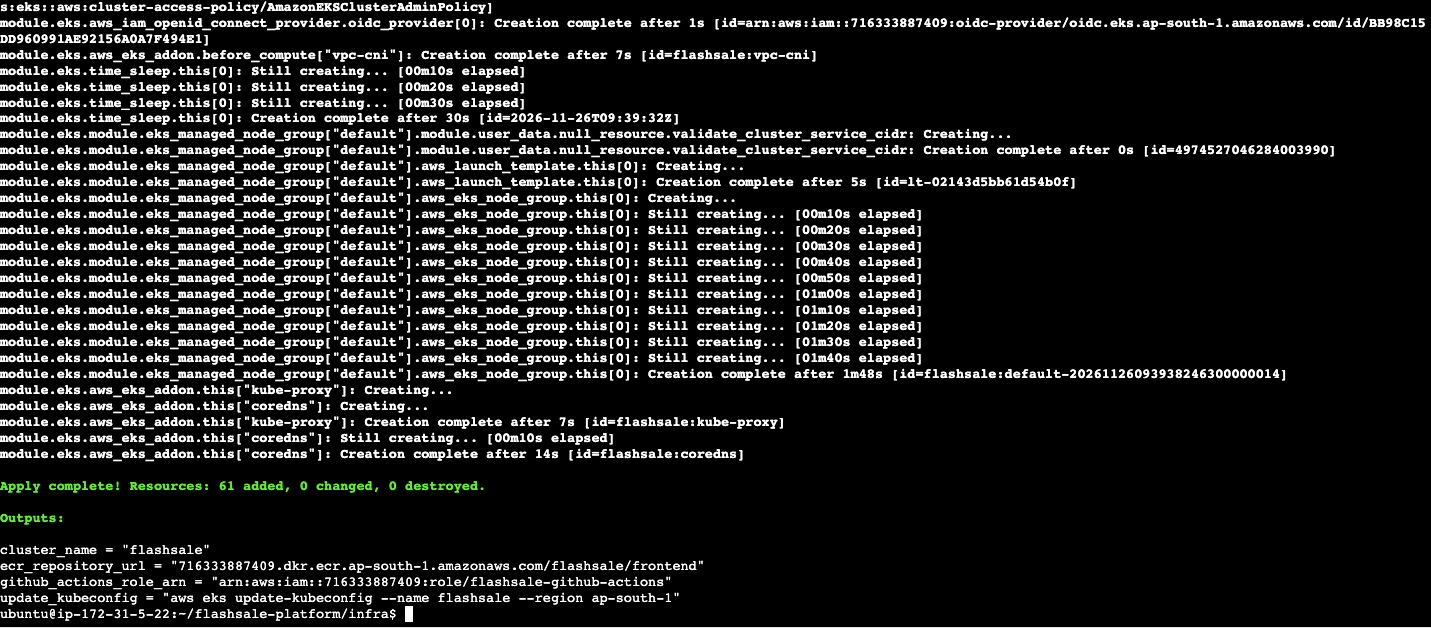 s:eks::aws:cluster-access-policy/AmazonEKSClusterAdminPolicy]
module.eks.aws_iam_openid_connect_provider.oidc_provider[0]: Creation complete after 1s [id=arn:aws:iam::716333887409:oidc-provider/oidc.eks.ap-south-1.amazonaws.com/id/BB98C15
DD960991AE92156A0A7F494E1]
module.eks.aws_eks_addon.before_compute["vpc-cni"]: Creation complete after 7s [id=flashsale:vpc-cni]
module.eks.time_sleep.this[0]: Still creating... [00m10s elapsed]
module.eks.time_sleep.this[0]: Still creating... [00m20s elapsed]
module.eks.time_sleep.this[0]: Still creating... [00m30s elapsed]
module.eks.time_sleep.this[0]: Creation complete after 30s [id=2026-11-26T09:39:32Z]
module.eks.module.eks_managed_node_group["default"].module.user_data.null_resource.validate_cluster_service_cidr: Creating...
module.eks.module.eks_managed_node_group["default"].module.user_data.null_resource.validate_cluster_service_cidr: Creation complete after 0s [id=4974527046284003990]
module.eks.module.eks_managed_node_group["default"].aws_launch_template.this[0]: Creating...
module.eks.module.eks_managed_node_group["default"].aws_launch_template.this[0]: Creation complete after 5s [id=lt-02143d5bb61d54b0f]
module.eks.module.eks_managed_node_group["default"].aws_eks_node_group.this[0]: Creating...
module.eks.module.eks_managed_node_group["default"].aws_eks_node_group.this[0]: Still creating... [00m10s elapsed]
module.eks.module.eks_managed_node_group["default"].aws_eks_node_group.this[0]: Still creating... [00m20s elapsed]
module.eks.module.eks_managed_node_group["default"].aws_eks_node_group.this[0]: Still creating... [00m30s elapsed]
module.eks.module.eks_managed_node_group["default"].aws_eks_node_group.this[0]: Still creating... [00m40s elapsed]
module.eks.module.eks_managed_node_group["default"].aws_eks_node_group.this[0]: Still creating... [00m50s elapsed]
module.eks.module.eks_managed_node_group["default"].aws_eks_node_group.this[0]: Still creating... [01m00s elapsed]
module.eks.module.eks_managed_node_group["default"].aws_eks_node_group.this[0]: Still creating... [01m10s elapsed]
module.eks.module.eks_managed_node_group["default"].aws_eks_node_group.this[0]: Still creating... [01m20s elapsed]
module.eks.module.eks_managed_node_group["default"].aws_eks_node_group.this[0]: Still creating... [01m30s elapsed]
module.eks.module.eks_managed_node_group["default"].aws_eks_node_group.this[0]: Still creating... [01m40s elapsed]
module.eks.module.eks_managed_node_group["default"].aws_eks_node_group.this[0]: Creation complete after 1m48s [id=flashsale:default-20261126093938246300000014]
module.eks.aws_eks_addon.this["kube-proxy"]: Creating...
module.eks.aws_eks_addon.this["coredns"]: Creating...
module.eks.aws_eks_addon.this["kube-proxy"]: Creation complete after 7s [id=flashsale:kube-proxy]
module.eks.aws_eks_addon.this["coredns"]: Still creating... [00m10s elapsed]
module.eks.aws_eks_addon.this["coredns"]: Creation complete after 14s [id=flashsale:coredns]
Apply complete! Resources: 61 added, 0 changed, 0 destroyed.
Outputs:
cluster_name = "flashsale"
ecr_repository_url = "716333887409.dkr.ecr.ap-south-1.amazonaws.com/flashsale/frontend"
github_actions_role_arn = "arn:aws:iam::716333887409:role/flashsale-github-actions"
update_kubeconfig = "aws eks update-kubeconfig --name flashsale --region ap-south-1"
ubuntu@ip-172-31-5-22:~/flashsale-platform/infra$